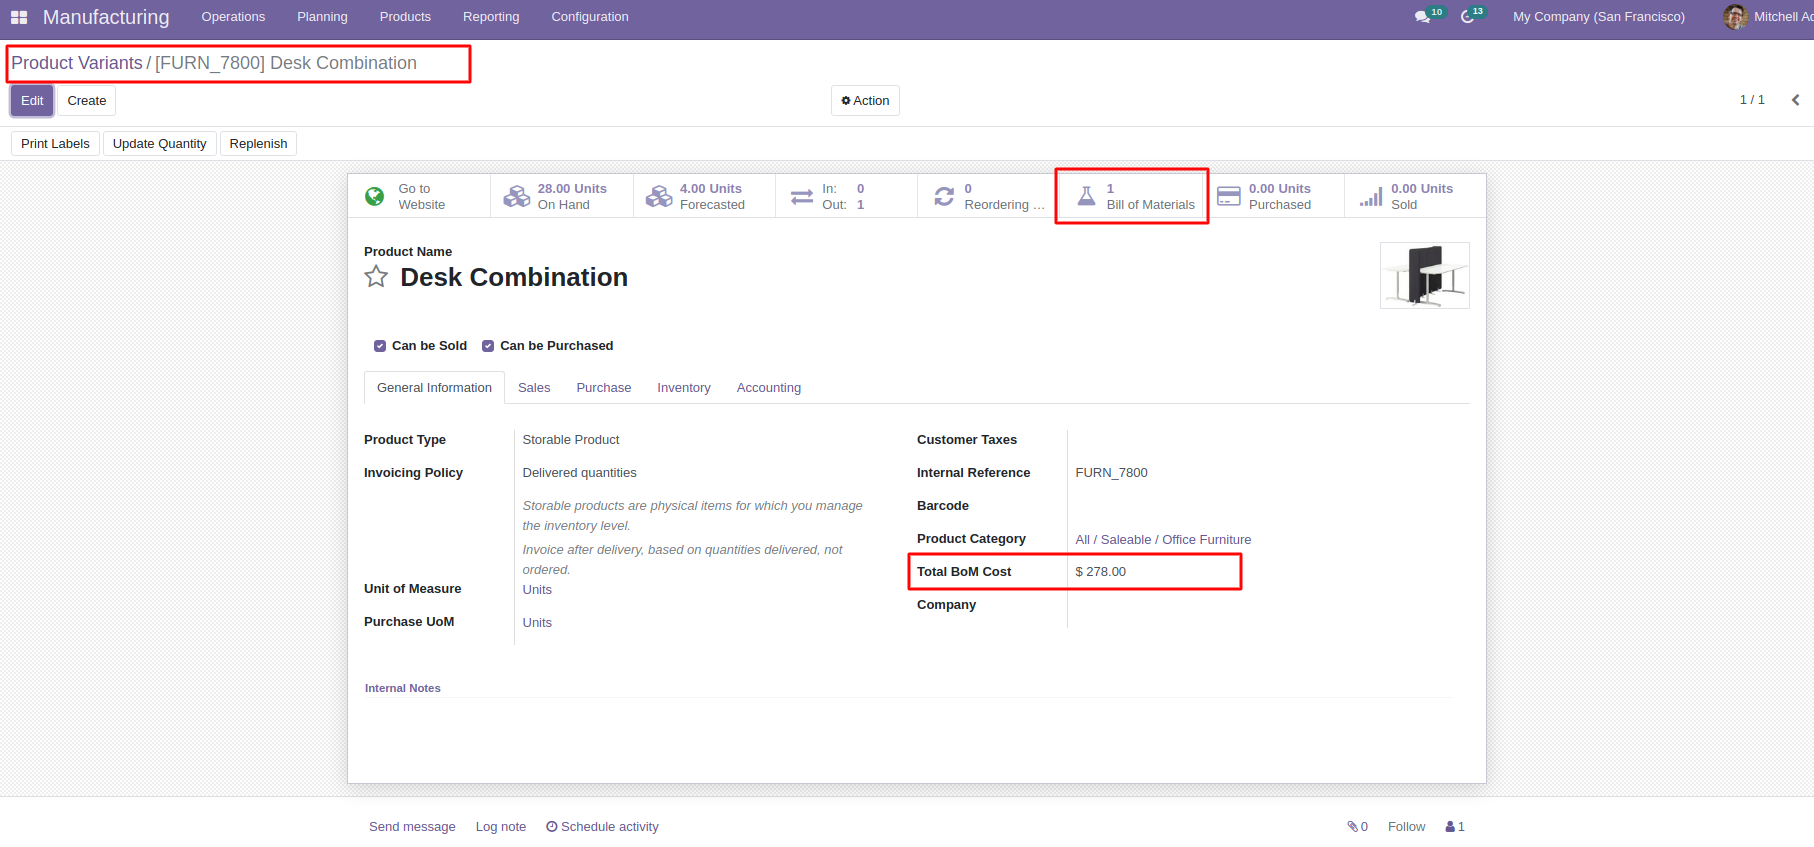 Manufacturing Operations Planning Products Reporting Configuration 10 13 My Company (San Francisco) Mitchell Ad
Product Variants / [FURN_7800] Desk Combination
Edit Create Action 1 / 1
Print Labels Update Quantity Replenish
Go to
Website
28.00 Units
On Hand
4.00 Units
Forecasted
In: 0
Out: 1
0
Reordering ...
1
Bill of Materials
0.00 Units
Purchased
0.00 Units
Sold
Product Name
Desk Combination
Can be Sold Can be Purchased
General Information Sales Purchase Inventory Accounting
Product Type Storable Product
Invoicing Policy Delivered quantities
Storable products are physical items for which you manage
the inventory level.
Invoice after delivery, based on quantities delivered, not
ordered.
Unit of Measure Units
Purchase UoM Units
Customer Taxes
Internal Reference FURN_7800
Barcode
Product Category All / Saleable / Office Furniture
Total BoM Cost $ 278.00
Company
Internal Notes
Send message Log note Schedule activity 0 Follow 1